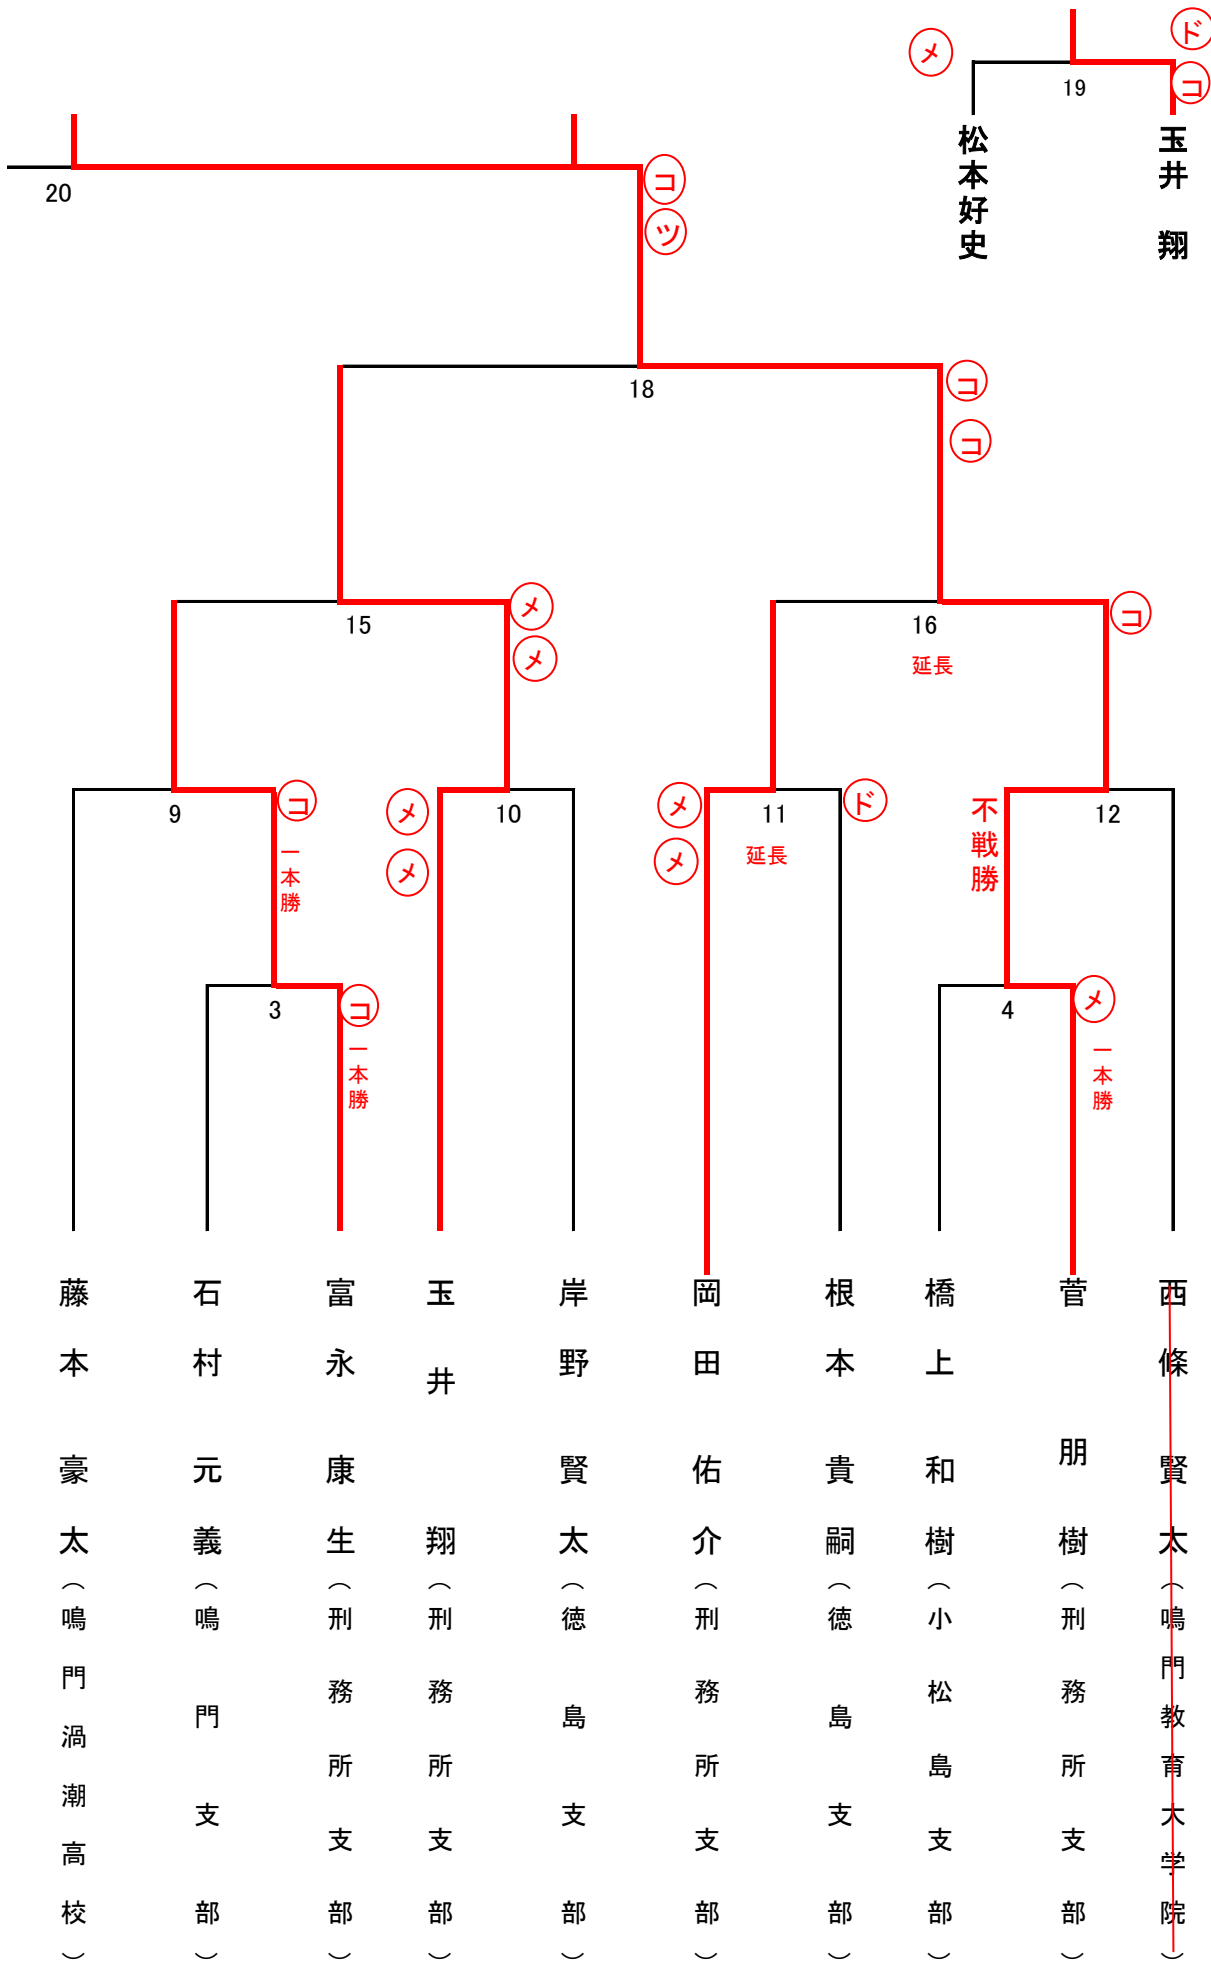 ド
メ
コ
19
松本好史
玉井 翔
20
コ
ツ
18
コ
コ
15
メ
メ
16
延長
コ
9
コ
一本勝
メ
メ
10
メ
メ
11
延長
ド
不戦勝
12
3
コ
一本勝
4
メ
一本勝
藤本 豪太(鳴門渦潮高校)
石村 元義(鳴門支部)
富永 康生(刑務所支部)
玉井 翔(刑務所支部)
岸野 賢太(徳島支部)
岡田 佑介(刑務所支部)
根本 貴嗣(徳島支部)
橋上 和樹(小松島支部)
菅 朋樹(刑務所支部)
西條 賢太(鳴門教育大学院)